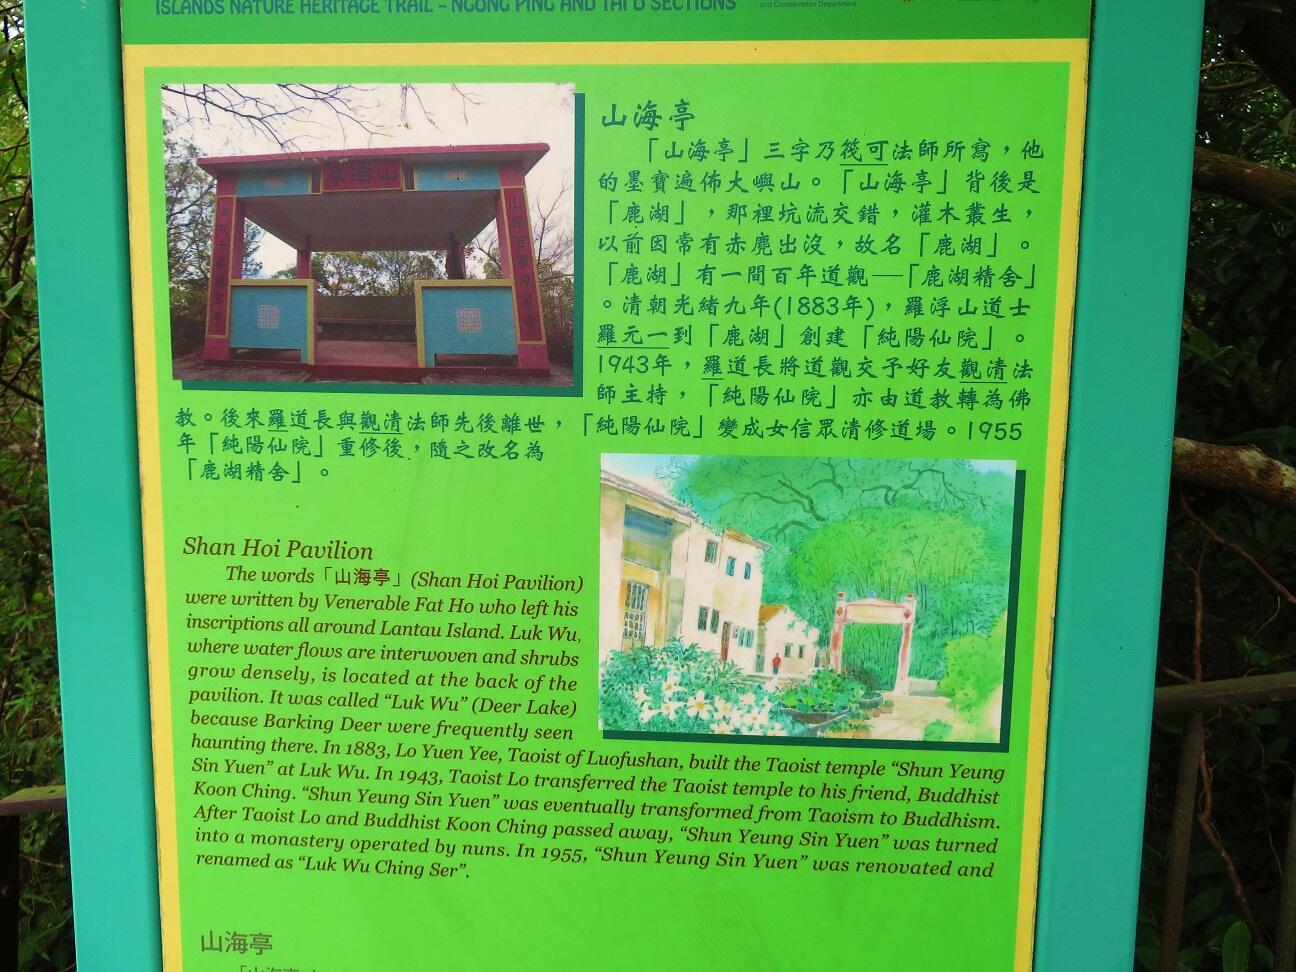 ISLANDS NATURE HERITAGE TRAIL – NGONG PING AND TAI O SECTIONS
and Conservation Department
山海亭
「山海亭」三字乃筏可法師所寫，他
的墨寶遍佈大嶼山。「山海亭」背後是
「鹿湖」，那裡坑流交錯，灌木叢生，
以前因常有赤麂出沒，故名「鹿湖」。
「鹿湖」有一間百年道觀─「鹿湖精舍」
。清朝光緒九年(1883年)，羅浮山道士
羅元一到「鹿湖」創建「純陽仙院」。
1943年，羅道長將道觀交予好友觀清法
師主持，「純陽仙院」亦由道教轉為佛
教。後來羅道長與觀清法師先後離世，「純陽仙院」變成女信眾清修道場。1955
年「純陽仙院」重修後，隨之改名為
「鹿湖精舍」。
亭海山
Shan Hoi Pavilion
The words「山海亭」(Shan Hoi Pavilion)
were written by Venerable Fat Ho who left his
inscriptions all around Lantau Island. Luk Wu,
where water flows are interwoven and shrubs
grow densely, is located at the back of the
pavilion. It was called “Luk Wu” (Deer Lake)
because Barking Deer were frequently seen
haunting there. In 1883, Lo Yuen Yee, Taoist of Luofushan, built the Taoist temple “Shun Yeung
Sin Yuen” at Luk Wu. In 1943, Taoist Lo transferred the Taoist temple to his friend, Buddhist
Koon Ching. “Shun Yeung Sin Yuen” was eventually transformed from Taoism to Buddhism.
After Taoist Lo and Buddhist Koon Ching passed away, “Shun Yeung Sin Yuen” was turned
into a monastery operated by nuns. In 1955, “Shun Yeung Sin Yuen” was renovated and
renamed as “Luk Wu Ching Ser”.
山海亭